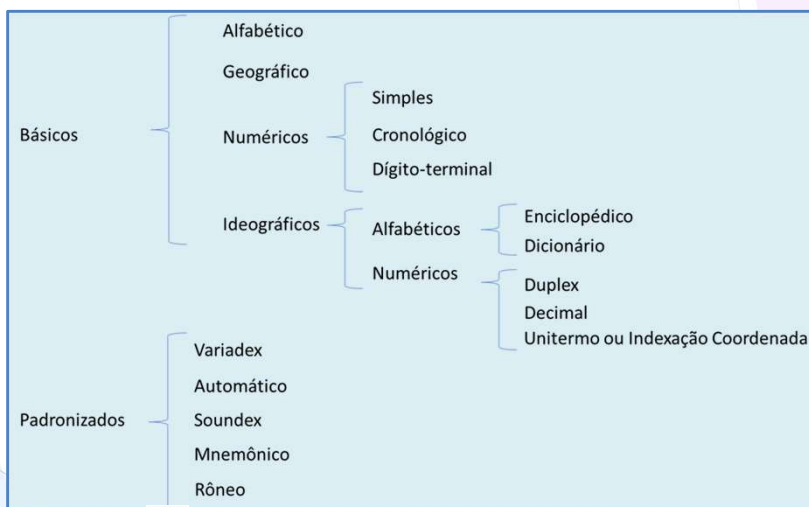 Básicos
Alfabético
Geográfico
Numéricos
Simples
Cronológico
Dígito-terminal
Ideográficos
Alfabéticos
Enciclopédico
Dicionário
Numéricos
Duplex
Decimal
Unitermo ou Indexação Coordenada
Padronizados
Variadex
Automático
Soundex
Mnemônico
Rôneo